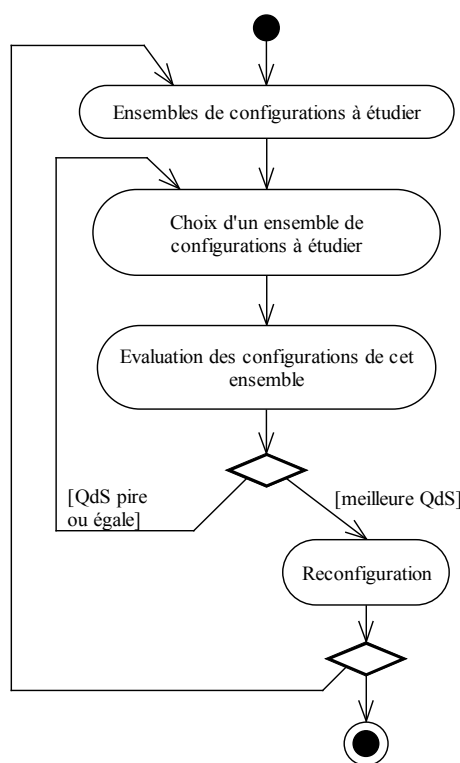 Ensembles de configurations à étudier
Choix d'un ensemble de
configurations à étudier
Evaluation des configurations de cet
ensemble
[QdS pire
ou égale]
[meilleure QdS]
Reconfiguration